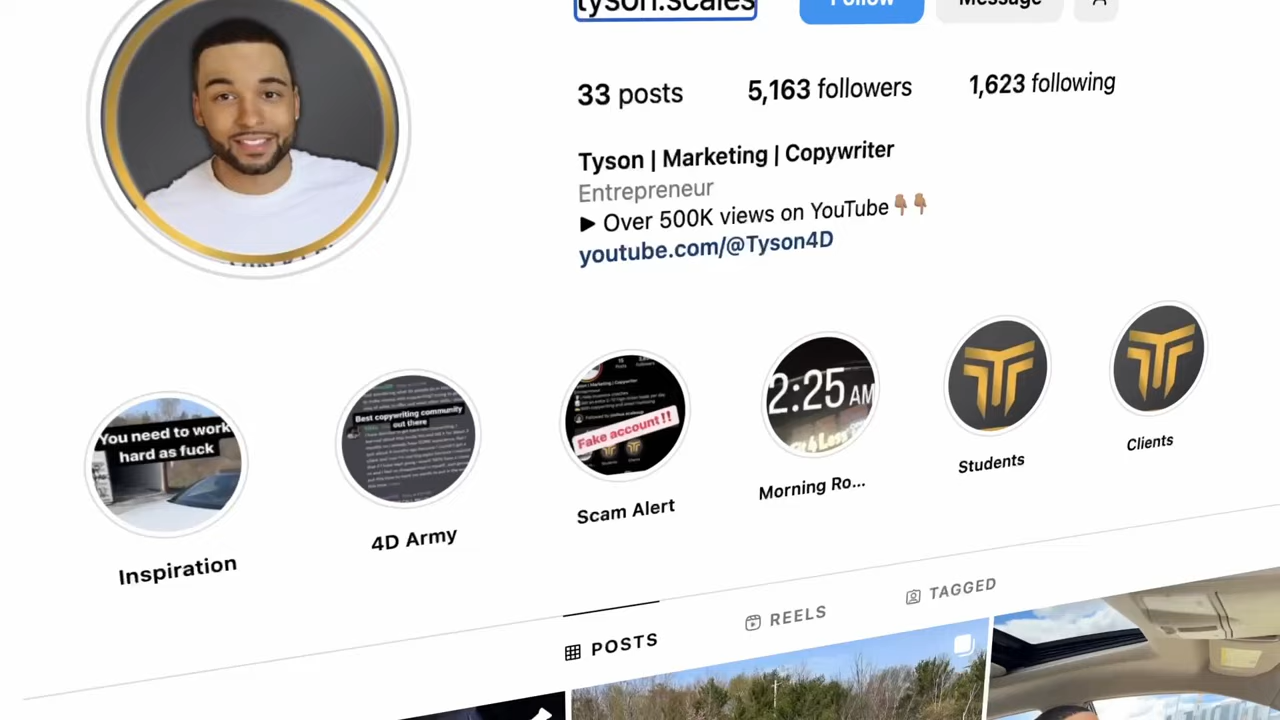 tyson.scales
Follow
Message
33 posts
5,163 followers
1,623 following
Tyson | Marketing | Copywriter
Entrepreneur
▶ Over 500K views on YouTube👇🏽👇🏽
youtube.com/@Tyson4D
You need to work
hard as fuck
Best copywriting community
out there
Fake account!!
2:25 AM
Inspiration
4D Army
Scam Alert
Morning Ro...
Students
Clients
POSTS
REELS
TAGGED